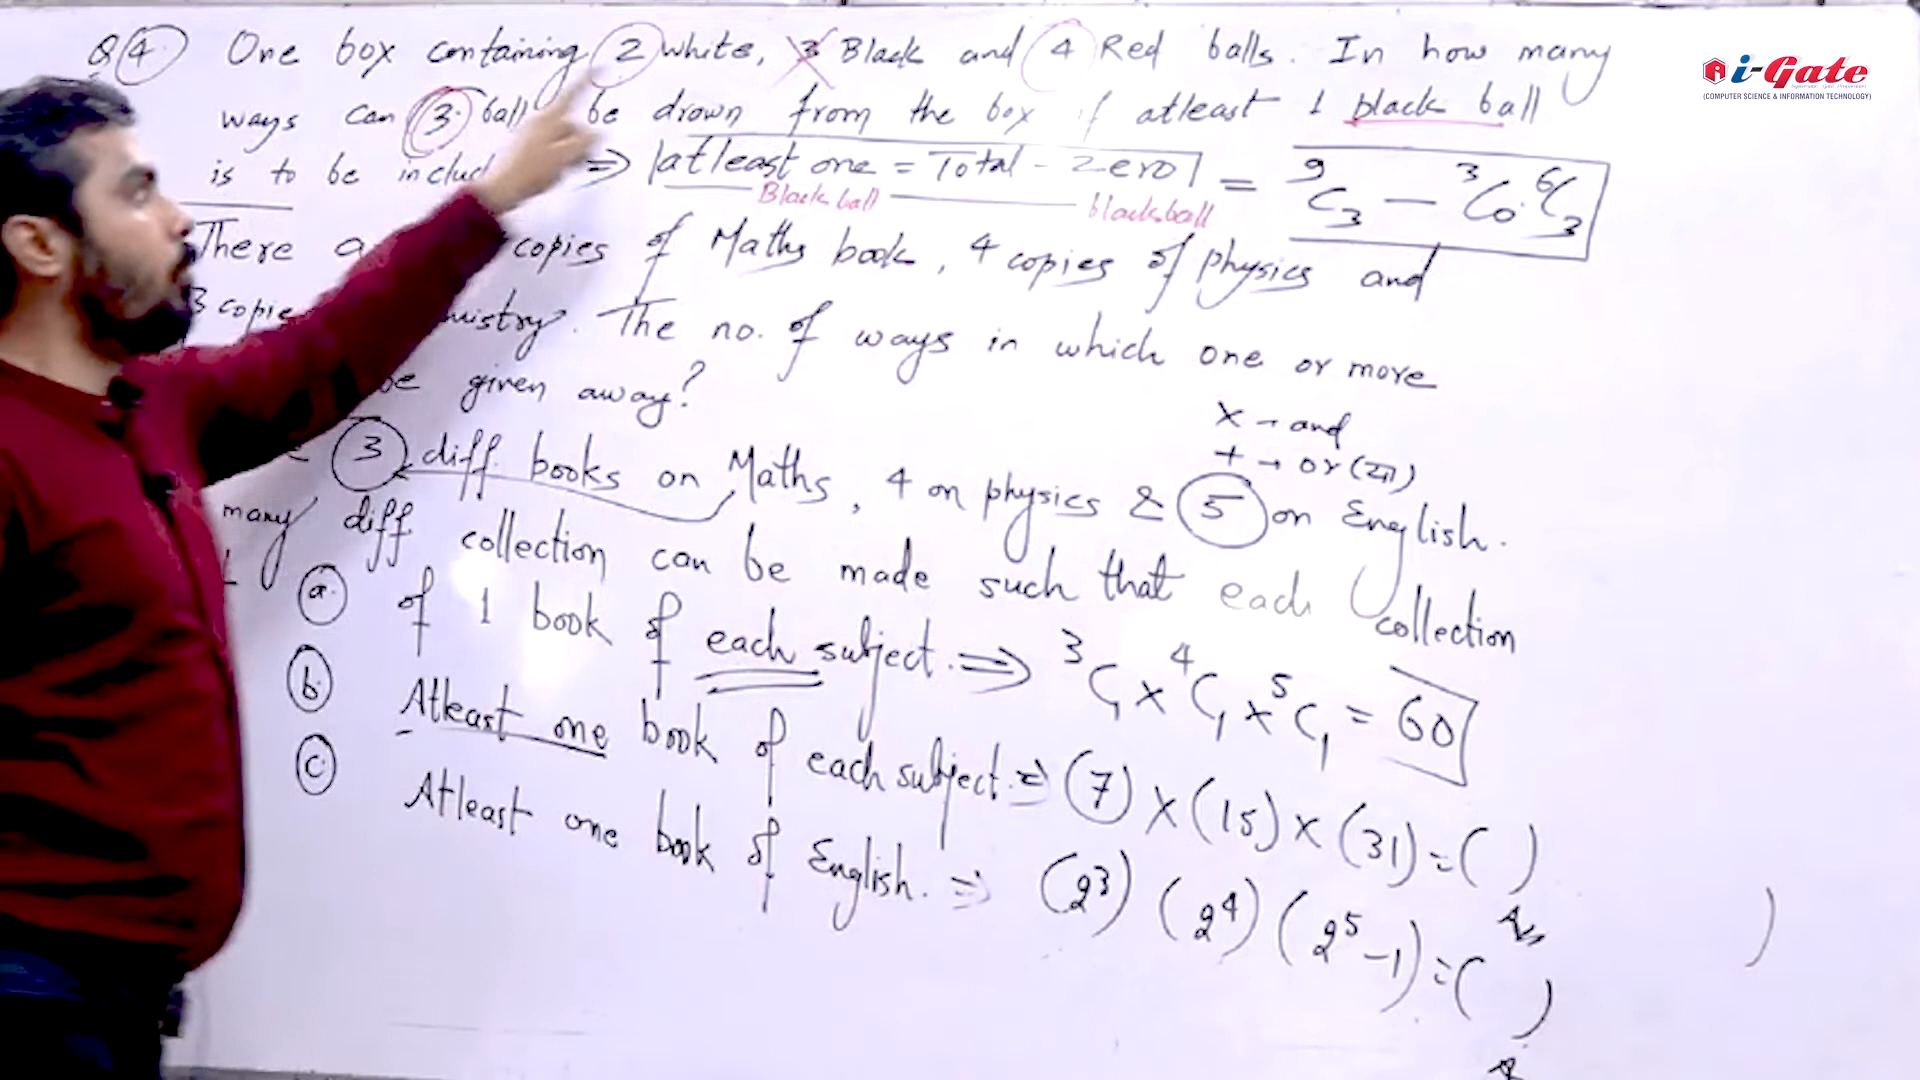 Q 4 One box containing 2 white, 3 Black and 4 Red balls. In how many
ways can 3 ball be drown from the box if atleast 1 black ball
is to be includ ⇒ atleast one = Total - Zero = ⁹C₃ — ³C₀·⁶C₃
Black ball blackball
There copies of Maths book, 4 copies of physics and
3 copie mistry. The no. of ways in which one or more
be given away?
x → and
+ → or (या)
3 diff. books on Maths, 4 on physics & 5 on English.
many diff collection can be made such that each collection
a. of 1 book of each subject. ⇒ ³C₁ x ⁴C₁ x ⁵C₁ = 60
b. Atleast one book of each subject. ⇒ (7) x (15) x (31) = ( )
c. Atleast one book of English. ⇒ (2³) (2⁴) (2⁵-1) = ( )
)
i-Gate
(COMPUTER SCIENCE & INFORMATION TECHNOLOGY)